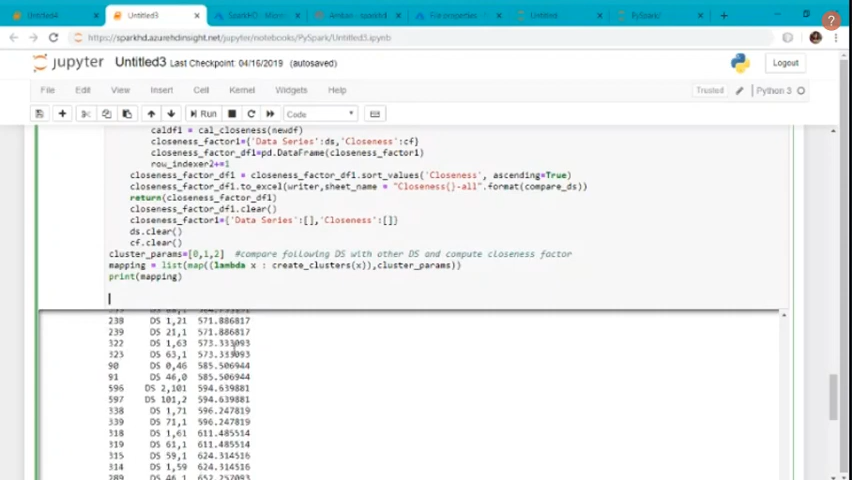 Untitled4
Untitled3
SparkHD - Micros
Ambari - sparkhd
File properties
Untitled
PySpark/
https://sparkhd.azurehdinsight.net/jupyter/notebooks/PySpark/Untitled3.ipynb
jupyter Untitled3 Last Checkpoint: 04/16/2019 (autosaved)
Logout
File Edit View Insert Cell Kernel Widgets Help
Trusted Python 3
Run Code
caldf1 = cal_closeness(newdf)
closeness_factor1={'Data Series':ds,'Closeness':cf}
closeness_factor_df1=pd.DataFrame(closeness_factor1)
row_indexer2+=1
closeness_factor_df1 = closeness_factor_df1.sort_values('Closeness', ascending=True)
closeness_factor_df1.to_excel(writer,sheet_name = "Closeness{}-all".format(compare_ds))
return(closeness_factor_df1)
closeness_factor_df1.clear()
closeness_factor1={'Data Series':[],'Closeness':[]}
ds.clear()
cf.clear()
cluster_params=[0,1,2] #compare following DS with other DS and compute closeness factor
mapping = list(map((lambda x : create_clusters(x)),cluster_params))
print(mapping)
238 DS 1,21 571.886817
239 DS 21,1 571.886817
322 DS 1,63 573.333093
323 DS 63,1 573.333093
90 DS 0,46 585.506944
91 DS 46,0 585.506944
596 DS 2,101 594.639881
597 DS 101,2 594.639881
338 DS 1,71 596.247819
339 DS 71,1 596.247819
318 DS 1,61 611.485514
319 DS 61,1 611.485514
315 DS 59,1 624.314516
314 DS 1,59 624.314516
289 DS 46,1 652.257093